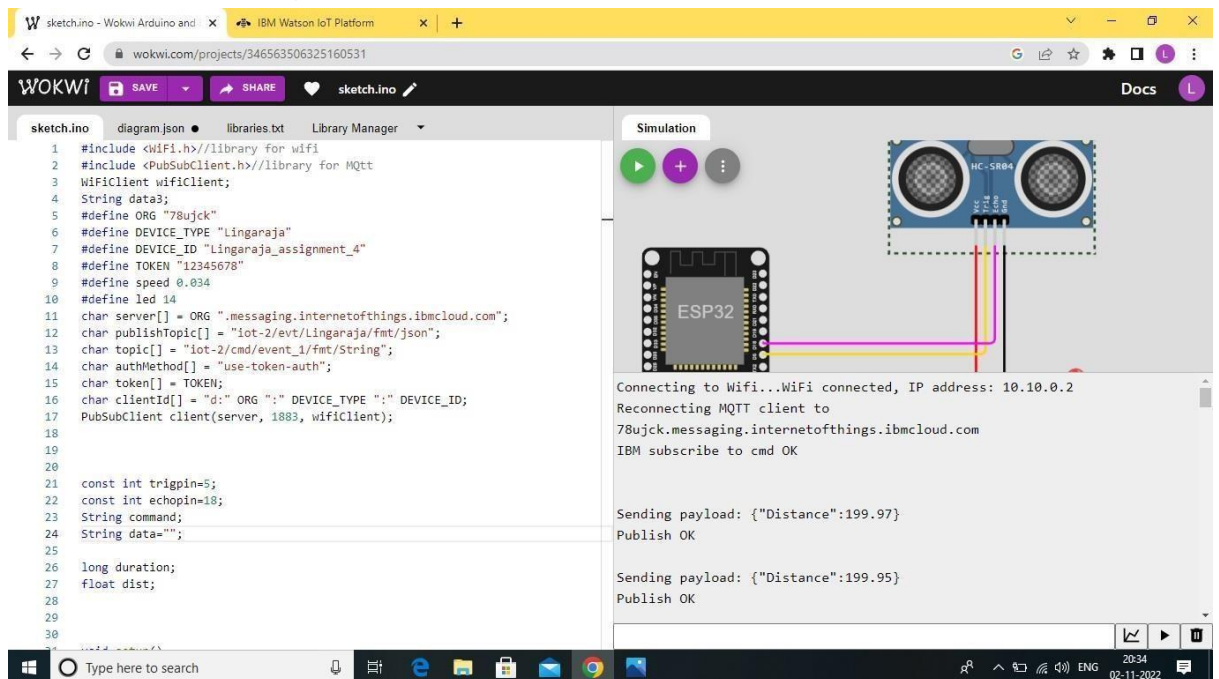 sketch.ino - Wokwi Arduino and
IBM Watson IoT Platform
wokwi.com/projects/346563506325160531
WOKWI SAVE SHARE sketch.ino Docs L
sketch.ino diagram.json ● libraries.txt Library Manager
1 #include <WiFi.h>//library for wifi
2 #include <PubSubClient.h>//library for MQtt
3 WiFiClient wifiClient;
4 String data3;
5 #define ORG "78ujck"
6 #define DEVICE_TYPE "Lingaraja"
7 #define DEVICE_ID "Lingaraja_assignment_4"
8 #define TOKEN "12345678"
9 #define speed 0.034
10 #define led 14
11 char server[] = ORG ".messaging.internetofthings.ibmcloud.com";
12 char publishTopic[] = "iot-2/evt/Lingaraja/fmt/json";
13 char topic[] = "iot-2/cmd/event_1/fmt/String";
14 char authMethod[] = "use-token-auth";
15 char token[] = TOKEN;
16 char clientId[] = "d:" ORG ":" DEVICE_TYPE ":" DEVICE_ID;
17 PubSubClient client(server, 1883, wifiClient);
18
19
20
21 const int trigpin=5;
22 const int echopin=18;
23 String command;
24 String data="";
25
26 long duration;
27 float dist;
28
29
30
Simulation
HC-SR04
Vcc
Trig
Echo
Gnd
ESP32
Connecting to Wifi...WiFi connected, IP address: 10.10.0.2
Reconnecting MQTT client to
78ujck.messaging.internetofthings.ibmcloud.com
IBM subscribe to cmd OK
Sending payload: {"Distance":199.97}
Publish OK
Sending payload: {"Distance":199.95}
Publish OK
Type here to search
ENG
20:34
02-11-2022